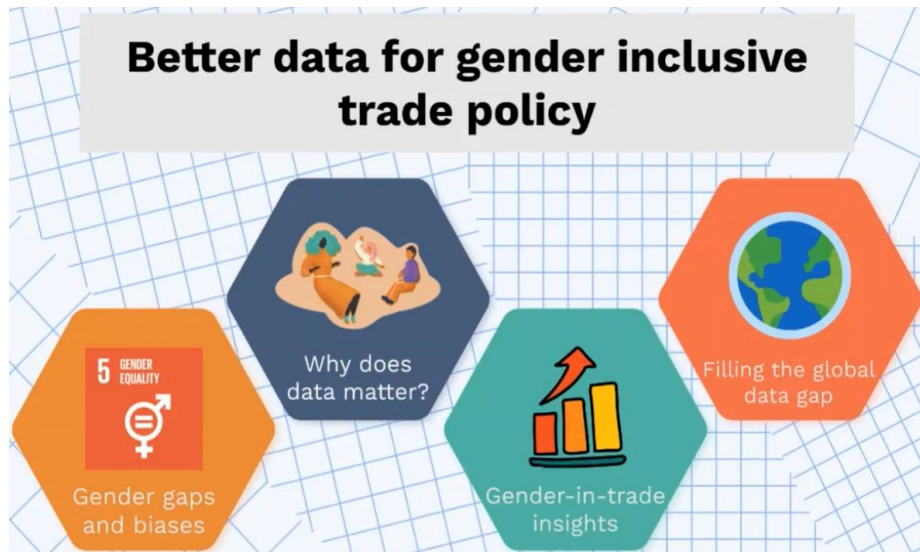 Better data for gender inclusive
trade policy
5 GENDER
EQUALITY
Gender gaps
and biases
Why does
data matter?
Gender-in-trade
insights
Filling the global
data gap